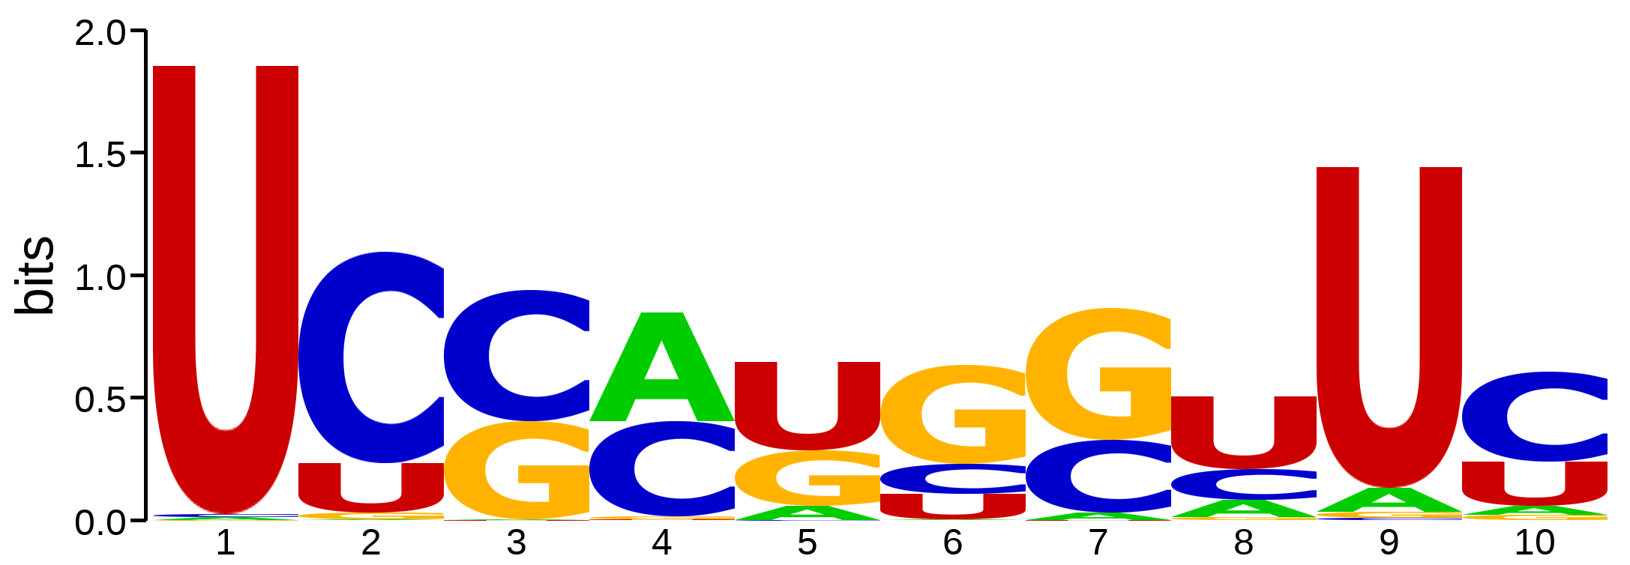 2.0
1.5
1.0
0.5
0.0
bits
U C C A U G G U U C
C U G C G C C C A U
A G U G A U A A G A
G C C G U C G
1 2 3 4 5 6 7 8 9 10